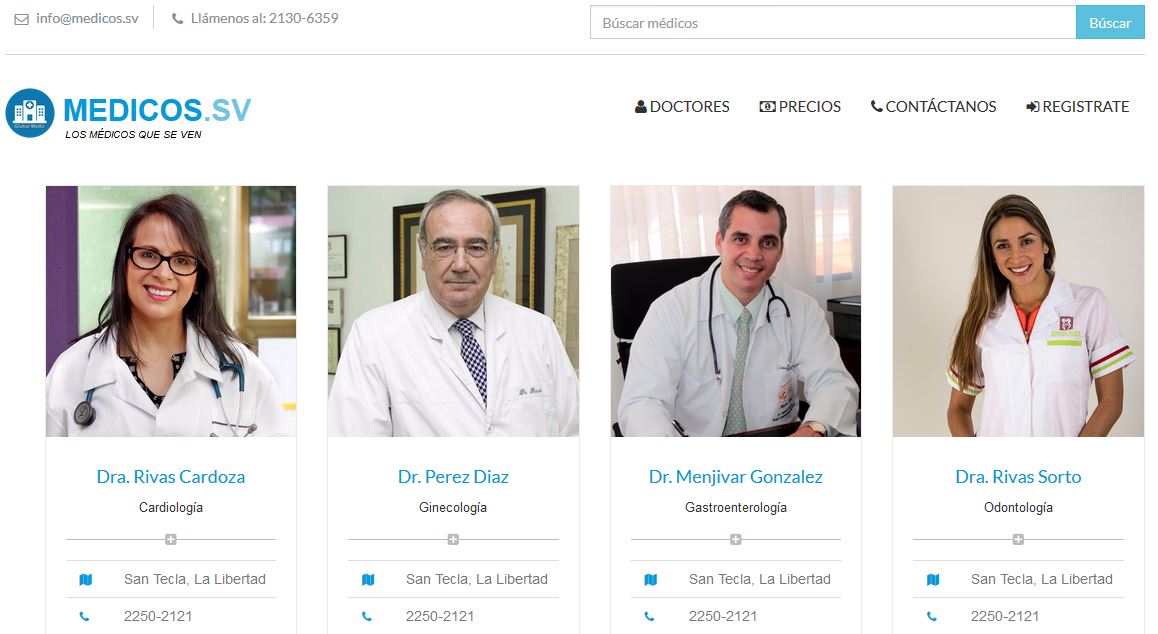 info@medicos.sv
Llámenos al: 2130-6359
Búscar médicos
Búscar
Global Medic
MEDICOS.SV
LOS MÉDICOS QUE SE VEN
DOCTORES
PRECIOS
CONTÁCTANOS
REGISTRATE
Dra. Rivas Cardoza
Cardiología
San Tecla, La Libertad
2250-2121
Dr. Perez Diaz
Ginecología
San Tecla, La Libertad
2250-2121
Dr. Menjivar Gonzalez
Gastroenterología
San Tecla, La Libertad
2250-2121
Dra. Rivas Sorto
Odontología
San Tecla, La Libertad
2250-2121